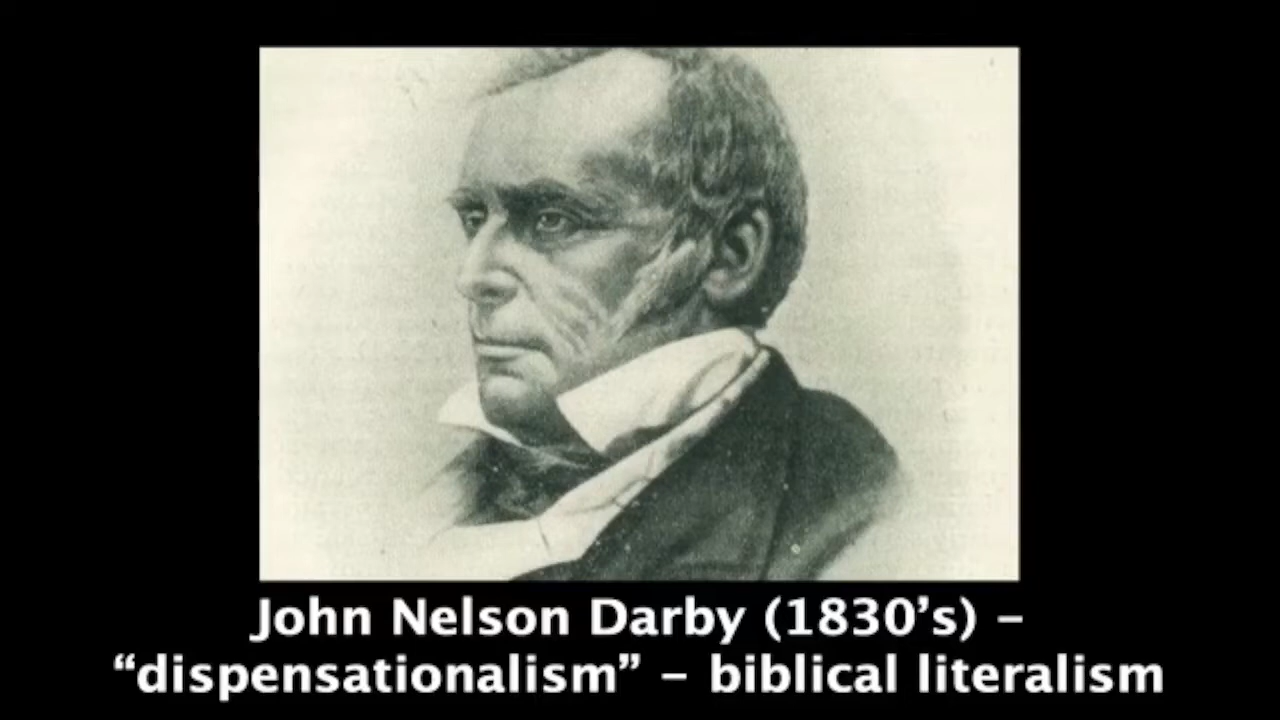 John Nelson Darby (1830’s) –
“dispensationalism” – biblical literalism